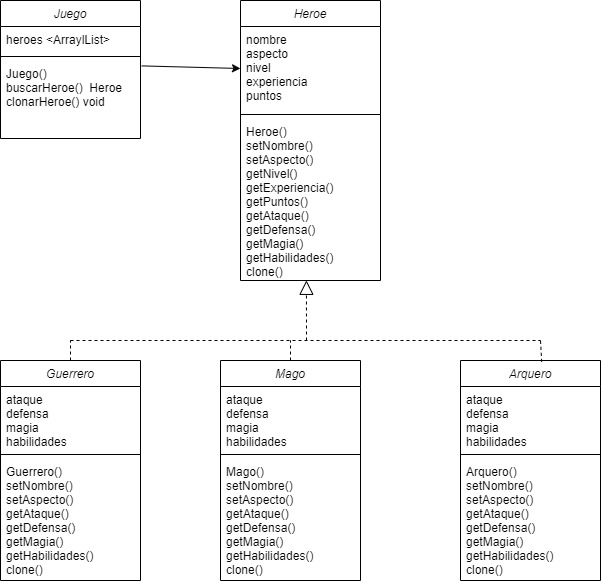 Juego
heroes <ArraylList>
Juego()
buscarHeroe()  Heroe
clonarHeroe() void
Heroe
nombre
aspecto
nivel
experiencia
puntos
Heroe()
setNombre()
setAspecto()
getNivel()
getExperiencia()
getPuntos()
getAtaque()
getDefensa()
getMagia()
getHabilidades()
clone()
Guerrero
ataque
defensa
magia
habilidades
Guerrero()
setNombre()
setAspecto()
getAtaque()
getDefensa()
getMagia()
getHabilidades()
clone()
Mago
ataque
defensa
magia
habilidades
Mago()
setNombre()
setAspecto()
getAtaque()
getDefensa()
getMagia()
getHabilidades()
clone()
Arquero
ataque
defensa
magia
habilidades
Arquero()
setNombre()
setAspecto()
getAtaque()
getDefensa()
getMagia()
getHabilidades()
clone()